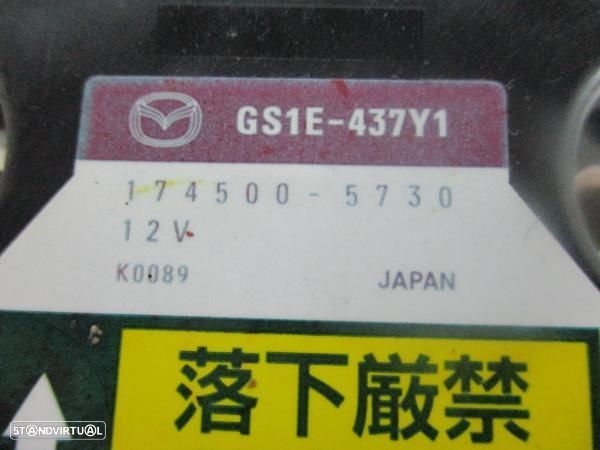 GS1E-437Y1
174500-5730
12V
K0089 JAPAN
落下厳禁
STANDVIRTUAL